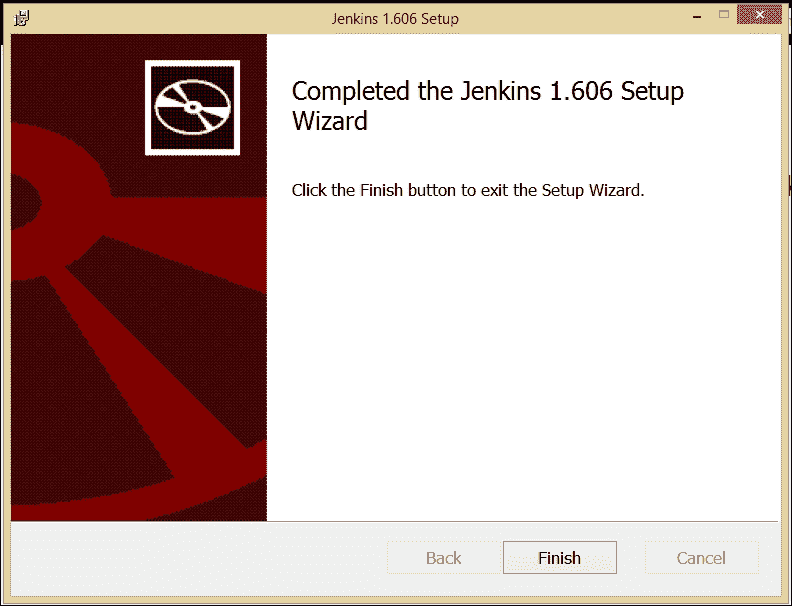 Jenkins 1.606 Setup
Completed the Jenkins 1.606 Setup
Wizard
Click the Finish button to exit the Setup Wizard.
Back
Finish
Cancel